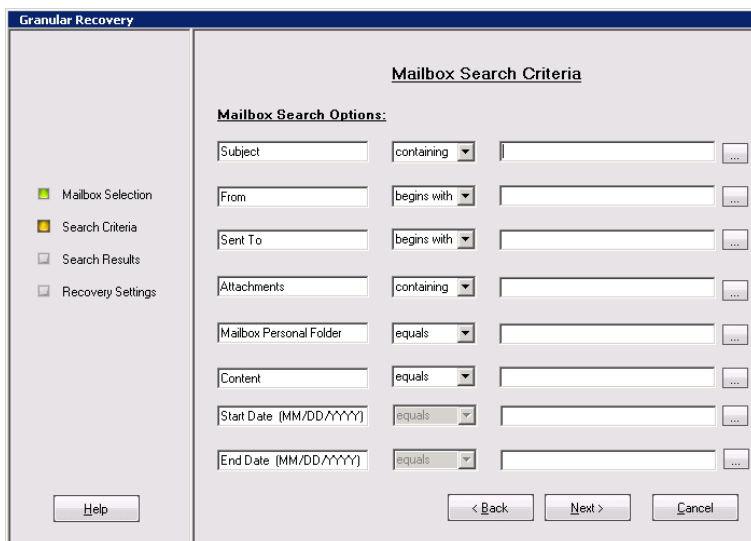 Granular Recovery
Mailbox Search Criteria
Mailbox Search Options:
Subject containing ...
Mailbox Selection
From begins with ...
Search Criteria
Sent To begins with ...
Search Results
Attachments containing ...
Recovery Settings
Mailbox Personal Folder equals ...
Content equals ...
Start Date (MM/DD/YYYY) equals ...
End Date (MM/DD/YYYY) equals ...
Help < Back Next > Cancel